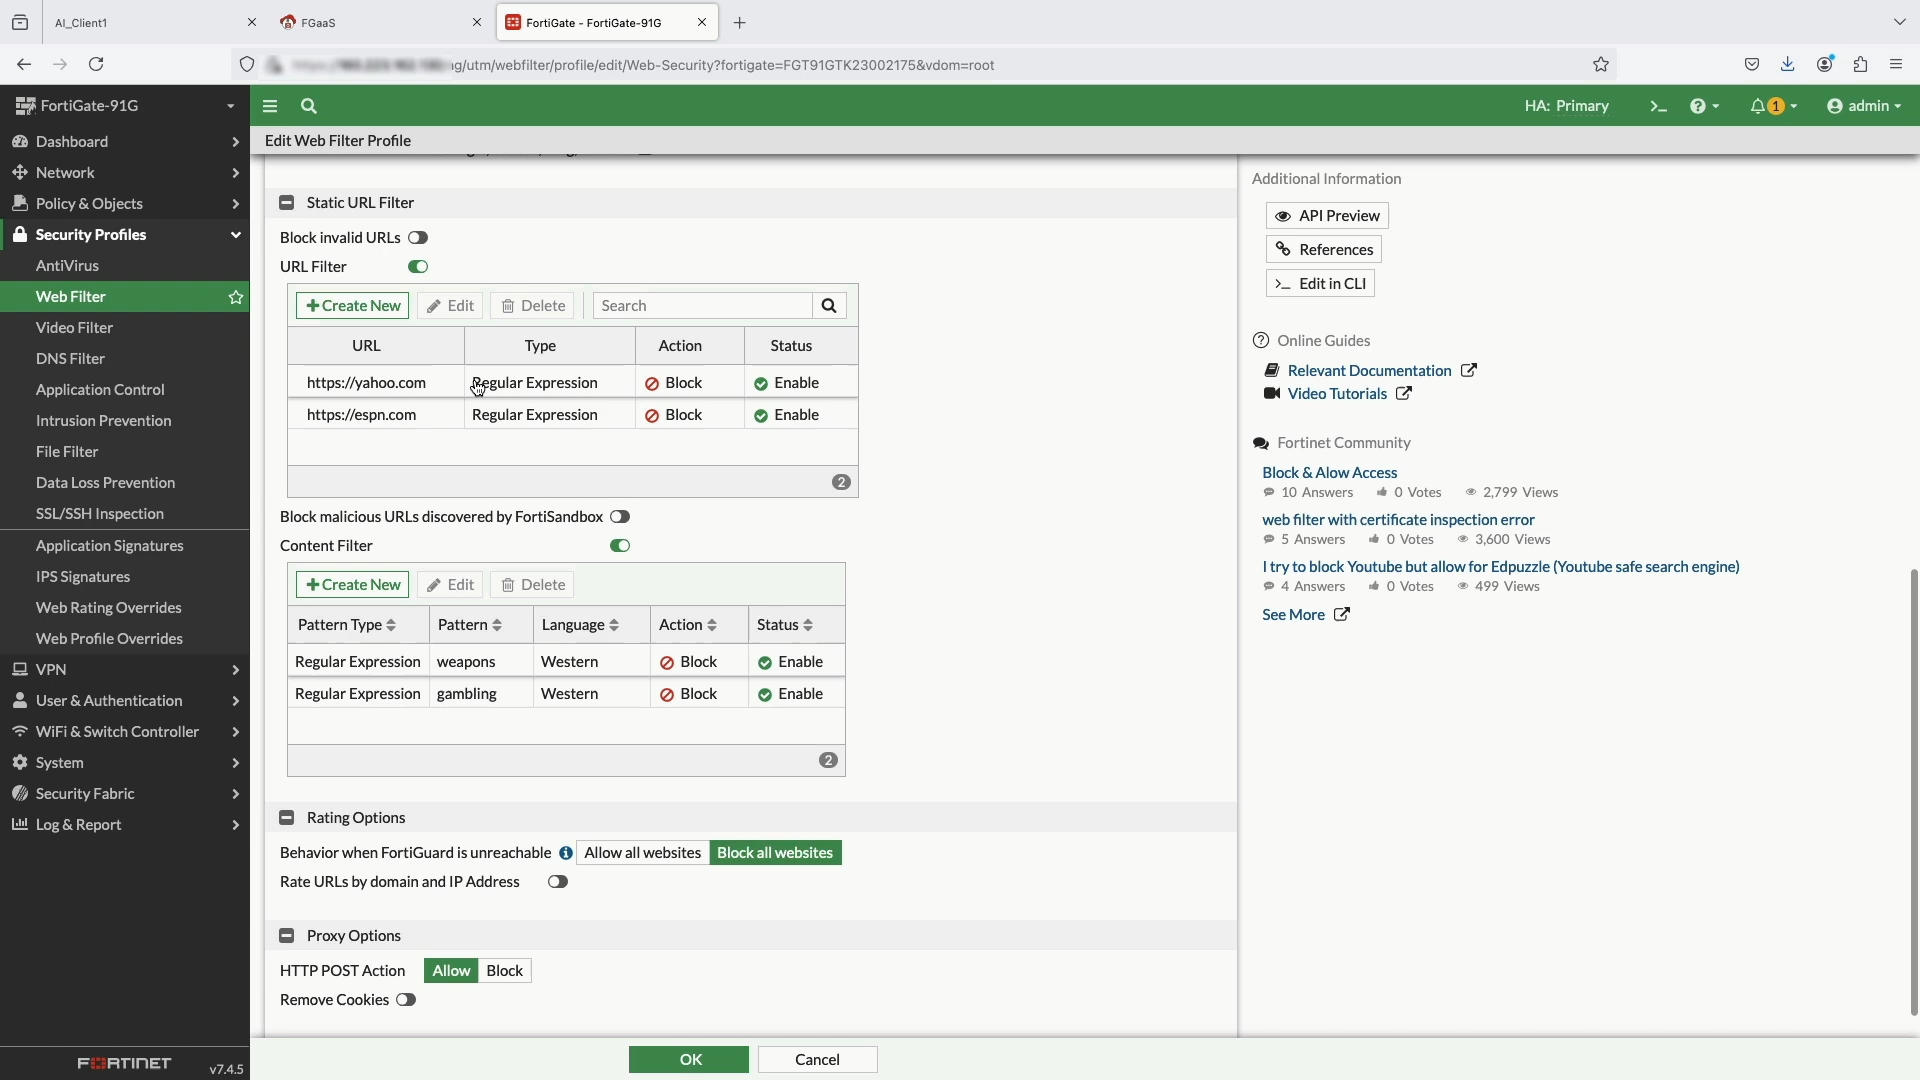 AI_Client1
FGaaS
FortiGate - FortiGate-91G
g/utm/webfilter/profile/edit/Web-Security?fortigate=FGT91GTK23002175&vdom=root
FortiGate-91G
HA: Primary
1
admin
Dashboard
Network
Policy & Objects
Security Profiles
AntiVirus
Web Filter
Video Filter
DNS Filter
Application Control
Intrusion Prevention
File Filter
Data Loss Prevention
SSL/SSH Inspection
Application Signatures
IPS Signatures
Web Rating Overrides
Web Profile Overrides
VPN
User & Authentication
WiFi & Switch Controller
System
Security Fabric
Log & Report
FORTINET
v7.4.5
Edit Web Filter Profile
Static URL Filter
Block invalid URLs
URL Filter
+Create New Edit Delete Search
URL Type Action Status
https://yahoo.com Regular Expression Block Enable
https://espn.com Regular Expression Block Enable
2
Block malicious URLs discovered by FortiSandbox
Content Filter
+Create New Edit Delete
Pattern Type Pattern Language Action Status
Regular Expression weapons Western Block Enable
Regular Expression gambling Western Block Enable
2
Rating Options
Behavior when FortiGuard is unreachable Allow all websites Block all websites
Rate URLs by domain and IP Address
Proxy Options
HTTP POST Action Allow Block
Remove Cookies
OK Cancel
Additional Information
API Preview
References
>_ Edit in CLI
Online Guides
Relevant Documentation
Video Tutorials
Fortinet Community
Block & Alow Access
10 Answers 0 Votes 2,799 Views
web filter with certificate inspection error
5 Answers 0 Votes 3,600 Views
I try to block Youtube but allow for Edpuzzle (Youtube safe search engine)
4 Answers 0 Votes 499 Views
See More